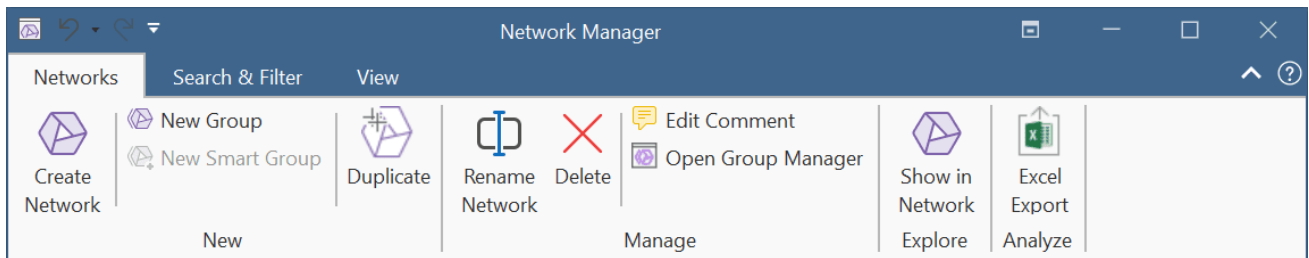 Network Manager
Networks
Search & Filter
View
Create
Network
New Group
New Smart Group
Duplicate
New
Rename
Network
Delete
Edit Comment
Open Group Manager
Manage
Show in
Network
Explore
Excel
Export
Analyze